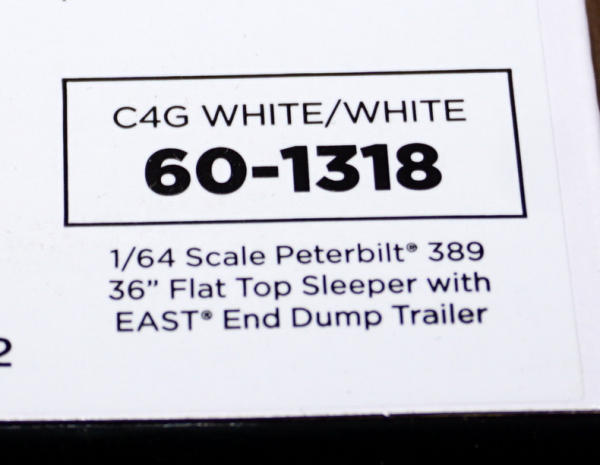 C4G WHITE/WHITE
60-1318
1/64 Scale Peterbilt® 389
36” Flat Top Sleeper with
EAST® End Dump Trailer
2